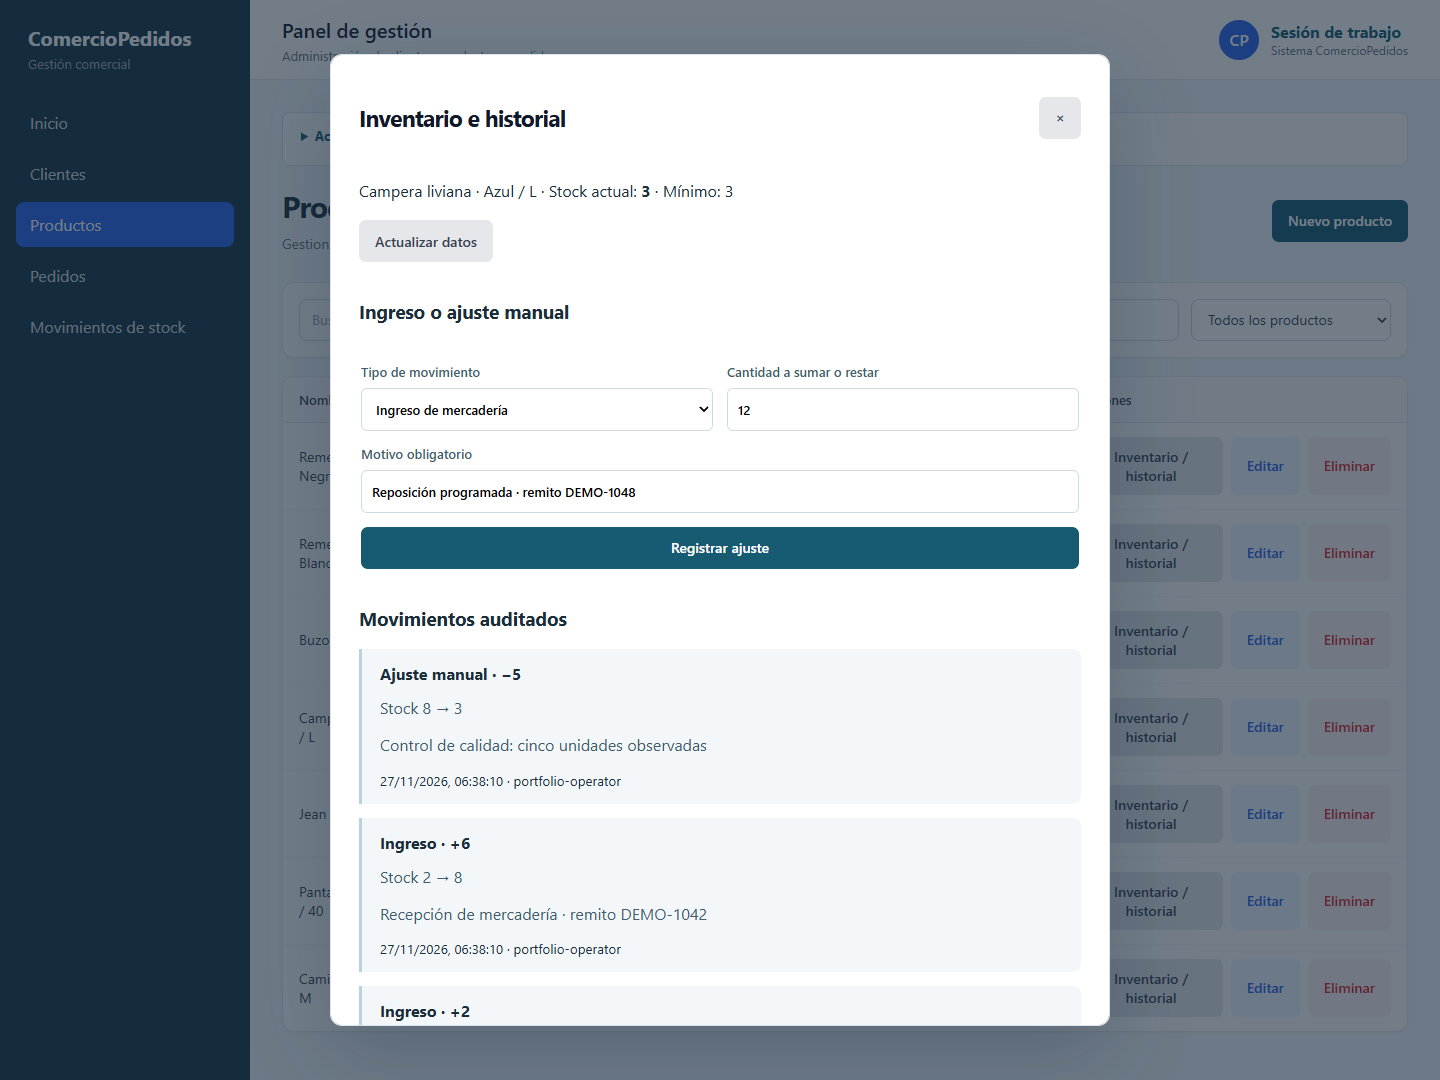 ComercioPedidos
Gestión comercial
Inicio
Clientes
Productos
Pedidos
Movimientos de stock
Panel de gestión
CP
Sesión de trabajo
Sistema ComercioPedidos
Nuevo producto
Todos los productos
Inventario e historial
×
Campera liviana · Azul / L · Stock actual: 3 · Mínimo: 3
Actualizar datos
Ingreso o ajuste manual
Tipo de movimiento
Cantidad a sumar o restar
Ingreso de mercadería
12
Motivo obligatorio
Reposición programada · remito DEMO-1048
Registrar ajuste
Movimientos auditados
Ajuste manual · −5
Stock 8 → 3
Control de calidad: cinco unidades observadas
27/11/2026, 06:38:10 · portfolio-operator
Ingreso · +6
Stock 2 → 8
Recepción de mercadería · remito DEMO-1042
27/11/2026, 06:38:10 · portfolio-operator
Ingreso · +2
Inventario / historial
Editar
Eliminar
Inventario / historial
Editar
Eliminar
Inventario / historial
Editar
Eliminar
/ L
Inventario / historial
Editar
Eliminar
Jean
Inventario / historial
Editar
Eliminar
/ 40
Inventario / historial
Editar
Eliminar
M
Inventario / historial
Editar
Eliminar